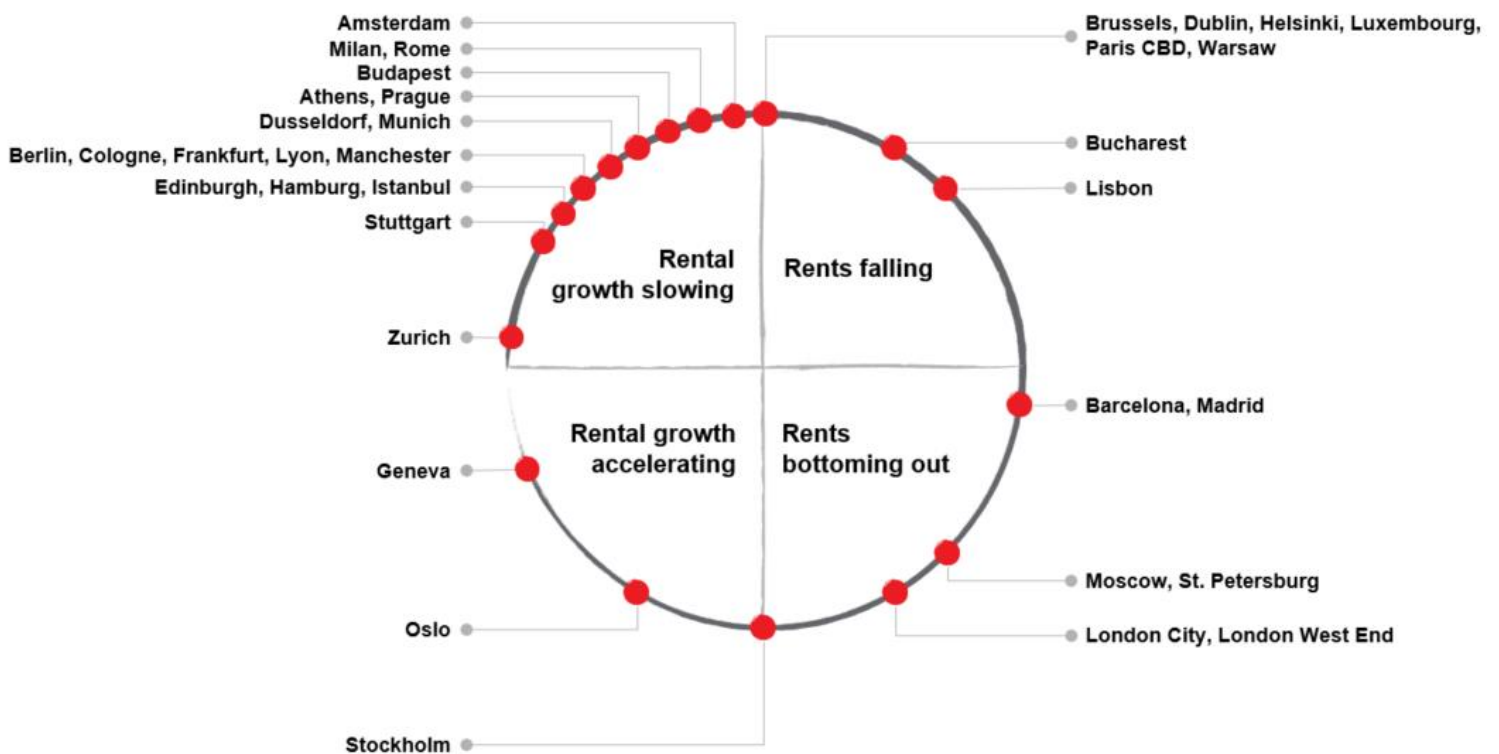 Amsterdam
Milan, Rome
Budapest
Athens, Prague
Dusseldorf, Munich
Berlin, Cologne, Frankfurt, Lyon, Manchester
Edinburgh, Hamburg, Istanbul
Stuttgart
Zurich
Geneva
Oslo
Stockholm
Brussels, Dublin, Helsinki, Luxembourg,
Paris CBD, Warsaw
Bucharest
Lisbon
Barcelona, Madrid
Moscow, St. Petersburg
London City, London West End
Rental
growth slowing
Rents falling
Rental growth
accelerating
Rents
bottoming out